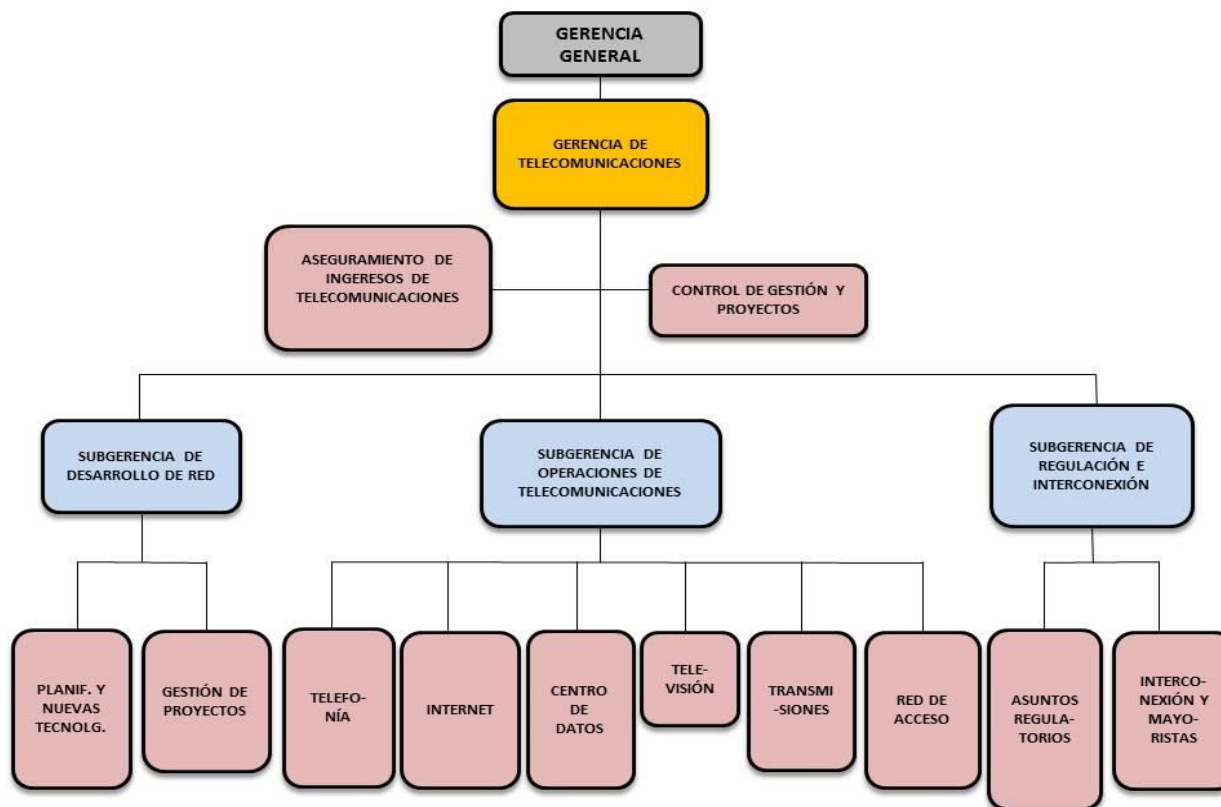 GERENCIA
GENERAL
GERENCIA DE
TELECOMUNICACIONES
ASEGURAMIENTO DE
INGERESOS DE
TELECOMUNICACIONES
CONTROL DE GESTIÓN Y
PROYECTOS
SUBGERENCIA DE
DESARROLLO DE RED
SUBGERENCIA DE
OPERACIONES DE
TELECOMUNICACIONES
SUBGERENCIA DE
REGULACIÓN E
INTERCONEXIÓN
PLANIF. Y
NUEVAS
TECNOLG.
GESTIÓN DE
PROYECTOS
TELEFO-
NÍA
INTERNET
CENTRO
DE
DATOS
TELE-
VISIÓN
TRANSMI
-SIONES
RED DE
ACCESO
ASUNTOS
REGULA-
TORIOS
INTERCO-
NEXIÓN Y
MAYO-
RISTAS